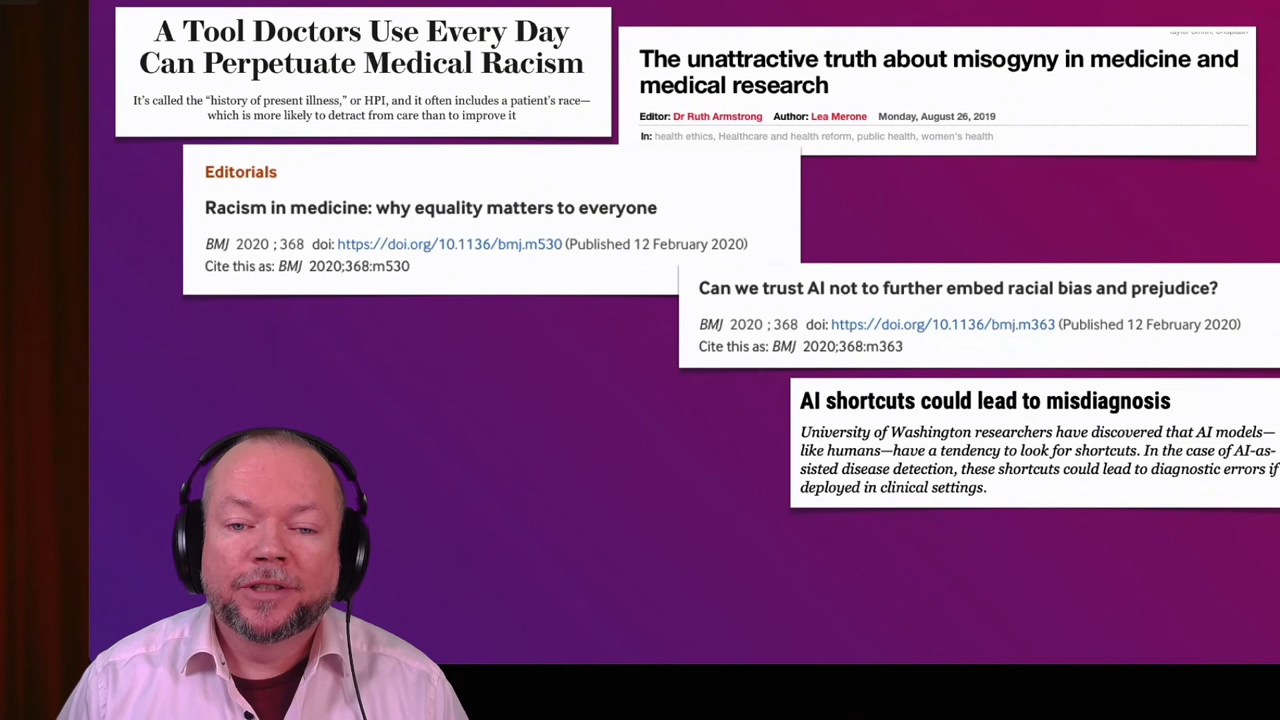 A Tool Doctors Use Every Day
Can Perpetuate Medical Racism
It's called the “history of present illness,” or HPI, and it often includes a patient's race—
which is more likely to detract from care than to improve it
The unattractive truth about misogyny in medicine and
medical research
Editor: Dr Ruth Armstrong Author: Lea Merone Monday, August 26, 2019
In: health ethics, Healthcare and health reform, public health, women's health
Editorials
Racism in medicine: why equality matters to everyone
BMJ 2020 ; 368 doi: https://doi.org/10.1136/bmj.m530 (Published 12 February 2020)
Cite this as: BMJ 2020;368:m530
Can we trust AI not to further embed racial bias and prejudice?
BMJ 2020 ; 368 doi: https://doi.org/10.1136/bmj.m363 (Published 12 February 2020)
Cite this as: BMJ 2020;368:m363
AI shortcuts could lead to misdiagnosis
University of Washington researchers have discovered that AI models—
like humans—have a tendency to look for shortcuts. In the case of AI-as-
sisted disease detection, these shortcuts could lead to diagnostic errors if
deployed in clinical settings.